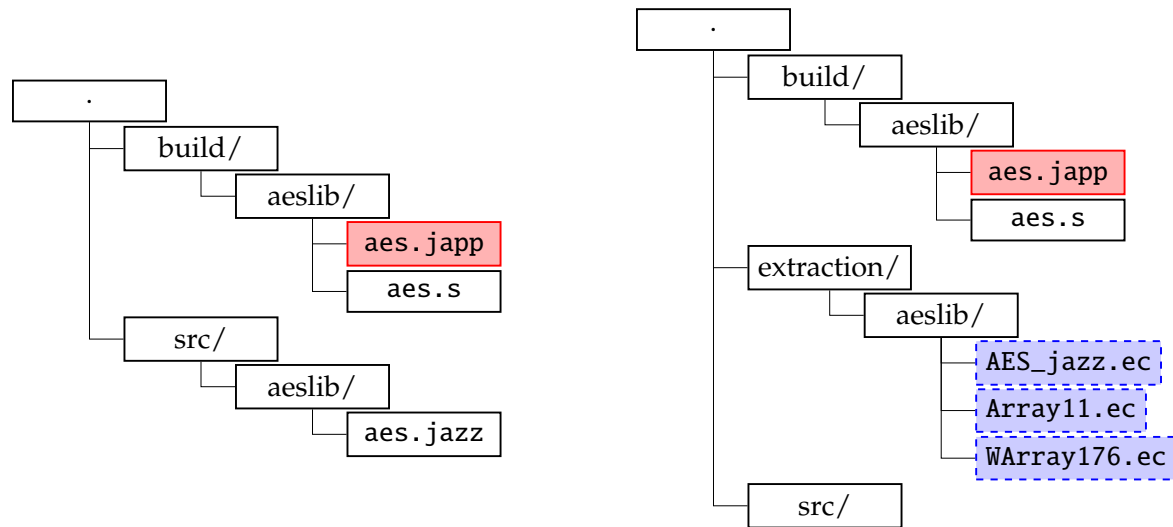 .
build/
aeslib/
aes.japp
aes.s
src/
aeslib/
aes.jazz
.
build/
aeslib/
aes.japp
aes.s
extraction/
aeslib/
AES_jazz.ec
Array11.ec
WArray176.ec
src/